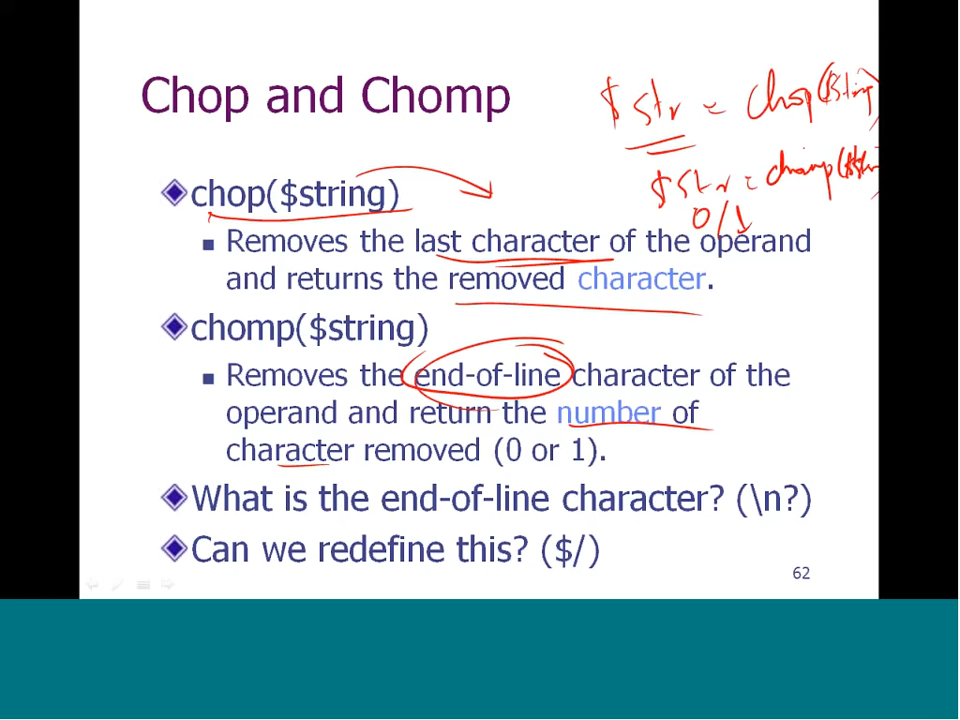 Chop and Chomp
$ str = chop($string)
$ str = chomp($str
0/1
chop($string)
Removes the last character of the operand
and returns the removed character.
chomp($string)
Removes the end-of-line character of the
operand and return the number of
character removed (0 or 1).
What is the end-of-line character? (\n?)
Can we redefine this? ($/)
62